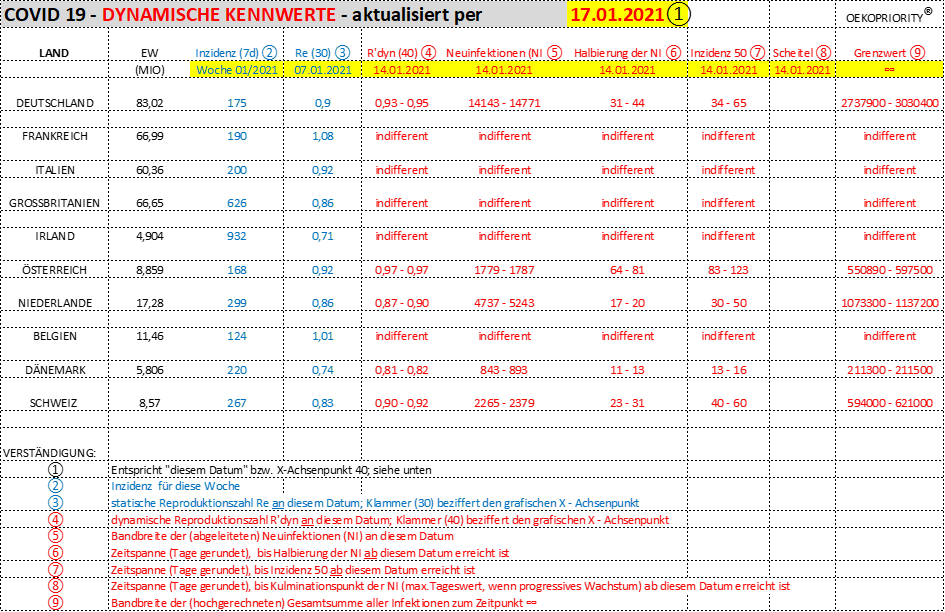 COVID 19 - DYNAMISCHE KENNWERTE - aktualisiert per 17.01.2021 ① OEKOPRIORITY®
LAND EW Inzidenz (7d) ② Re (30) ③ R'dyn (40) ④ Neuinfektionen (NI ⑤ Halbierung der NI ⑥ Inzidenz 50 ⑦ Scheitel ⑧ Grenzwert ⑨
(MIO) Woche 01/2021 07.01.2021 14.01.2021 14.01.2021 14.01.2021 14.01.2021 14.01.2021 ∞
DEUTSCHLAND 83,02 175 0,9 0,93 - 0,95 14143 - 14771 31 - 44 34 - 65 2737900 - 3030400
FRANKREICH 66,99 190 1,08 indifferent indifferent indifferent indifferent indifferent
ITALIEN 60,36 200 0,92 indifferent indifferent indifferent indifferent indifferent
GROSSBRITANIEN 66,65 626 0,86 indifferent indifferent indifferent indifferent indifferent
IRLAND 4,904 932 0,71 indifferent indifferent indifferent indifferent indifferent
ÖSTERREICH 8,859 168 0,92 0,97 - 0,97 1779 - 1787 64 - 81 83 - 123 550890 - 597500
NIEDERLANDE 17,28 299 0,86 0,87 - 0,90 4737 - 5243 17 - 20 30 - 50 1073300 - 1137200
BELGIEN 11,46 124 1,01 indifferent indifferent indifferent indifferent indifferent
DÄNEMARK 5,806 220 0,74 0,81 - 0,82 843 - 893 11 - 13 13 - 16 211300 - 211500
SCHWEIZ 8,57 267 0,83 0,90 - 0,92 2265 - 2379 23 - 31 40 - 60 594000 - 621000
VERSTÄNDIGUNG:
① Entspricht "diesem Datum" bzw. X-Achsenpunkt 40; siehe unten
② Inzidenz für diese Woche
③ statische Reproduktionszahl Re an diesem Datum; Klammer (30) beziffert den grafischen X - Achsenpunkt
④ dynamische Reproduktionszahl R'dyn an diesem Datum; Klammer (40) beziffert den grafischen X - Achsenpunkt
⑤ Bandbreite der (abgeleiteten) Neuinfektionen (NI) an diesem Datum
⑥ Zeitspanne (Tage gerundet), bis Halbierung der NI ab diesem Datum erreicht ist
⑦ Zeitspanne (Tage gerundet), bis Inzidenz 50 ab diesem Datum erreicht ist
⑧ Zeitspanne (Tage gerundet), bis Kulminationspunkt der NI (max.Tageswert, wenn progressives Wachstum) ab diesem Datum erreicht ist
⑨ Bandbreite der (hochgerechneten) Gesamtsumme aller Infektionen zum Zeitpunkt ∞